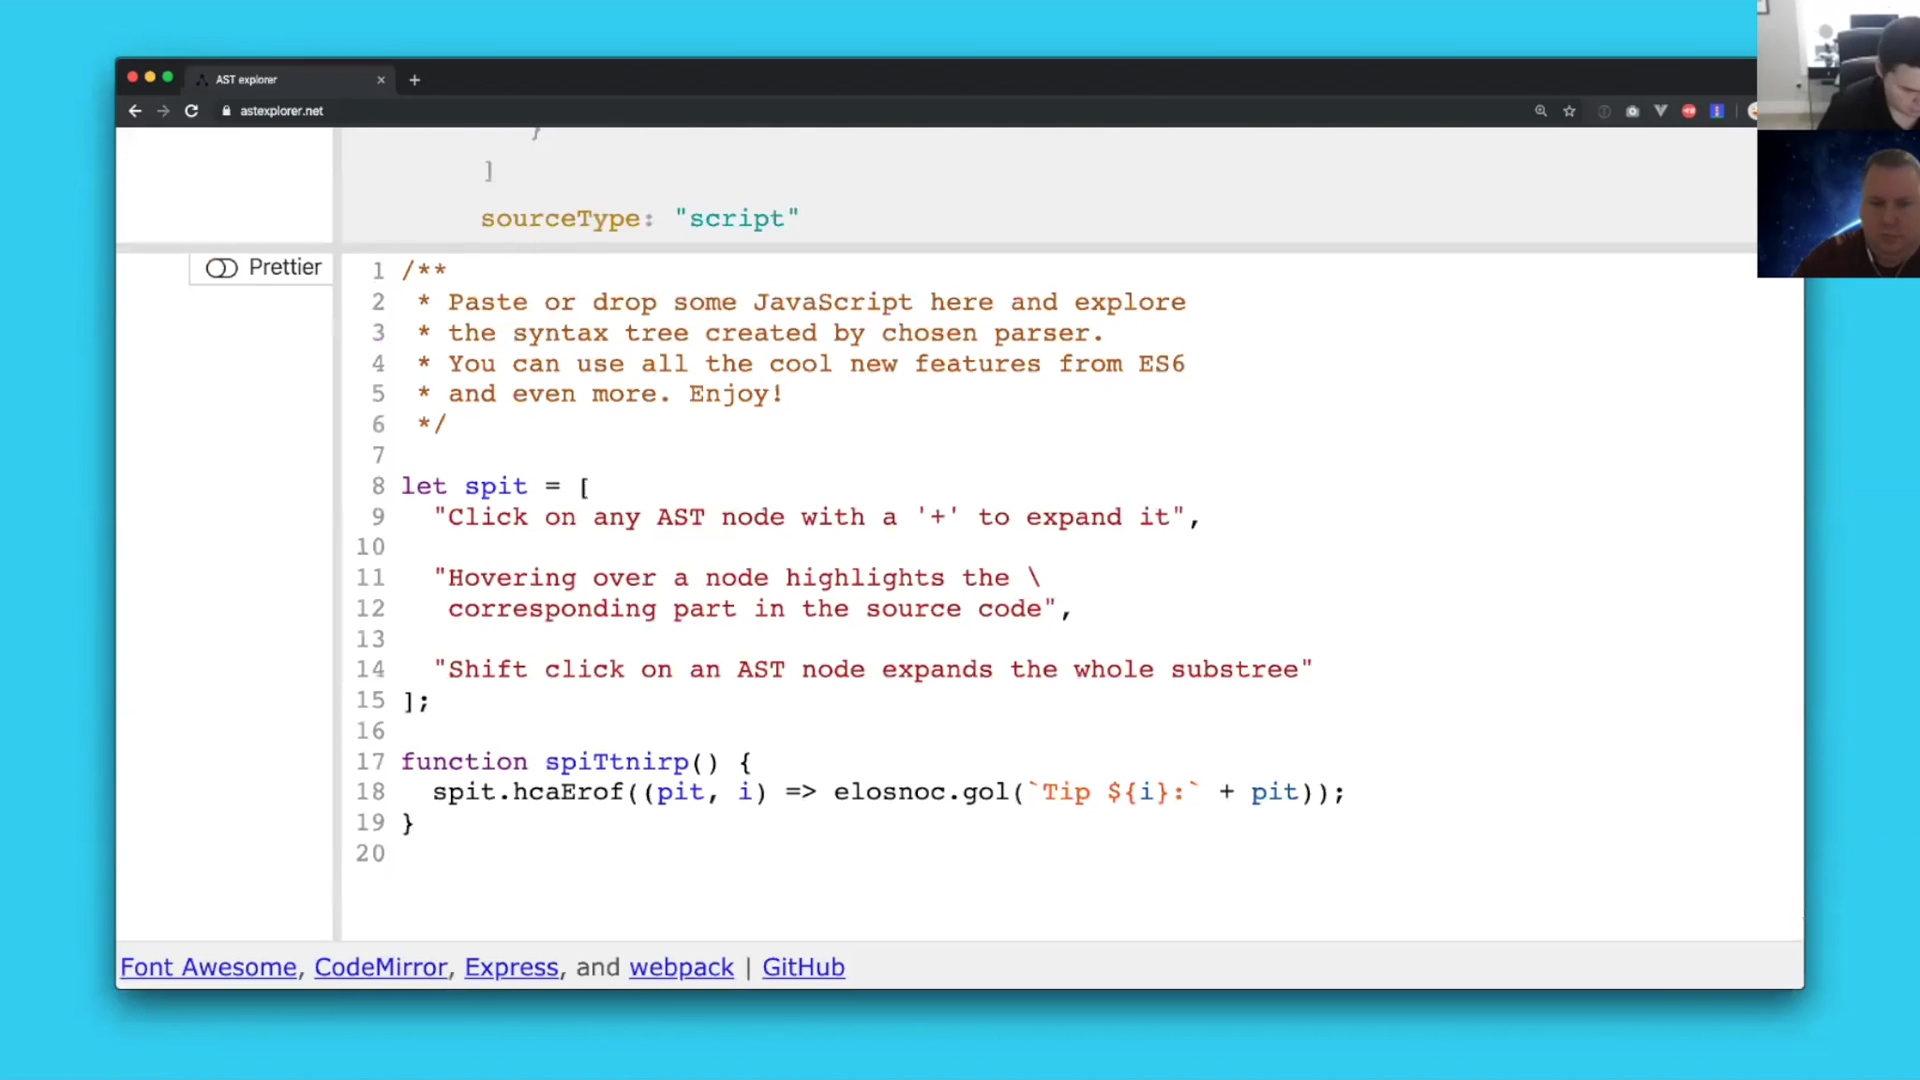 AST explorer
astexplorer.net
}
]
sourceType: "script"
Prettier
1 /**
2 * Paste or drop some JavaScript here and explore
3 * the syntax tree created by chosen parser.
4 * You can use all the cool new features from ES6
5 * and even more. Enjoy!
6 */
7
8 let spit = [
9 "Click on any AST node with a '+' to expand it",
10
11 "Hovering over a node highlights the \
12 corresponding part in the source code",
13
14 "Shift click on an AST node expands the whole substree"
15 ];
16
17 function spiTtnirp() {
18 spit.hcaErof((pit, i) => elosnoc.gol(`Tip ${i}:` + pit));
19 }
20
Font Awesome, CodeMirror, Express, and webpack | GitHub